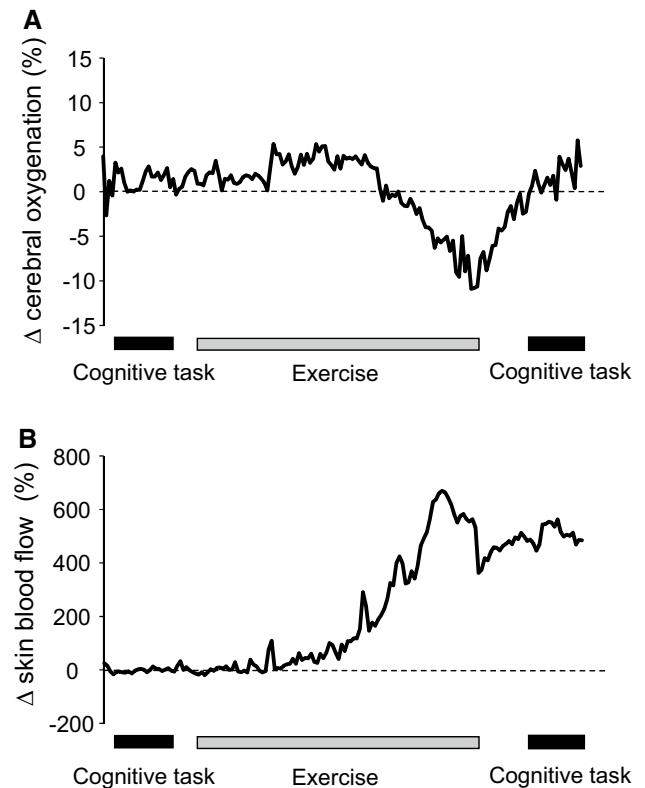 A
Δ cerebral oxygenation (%)
15
10
5
0
-5
-10
-15
Cognitive task
Exercise
Cognitive task
B
Δ skin blood flow (%)
800
600
400
200
0
-200
Cognitive task
Exercise
Cognitive task